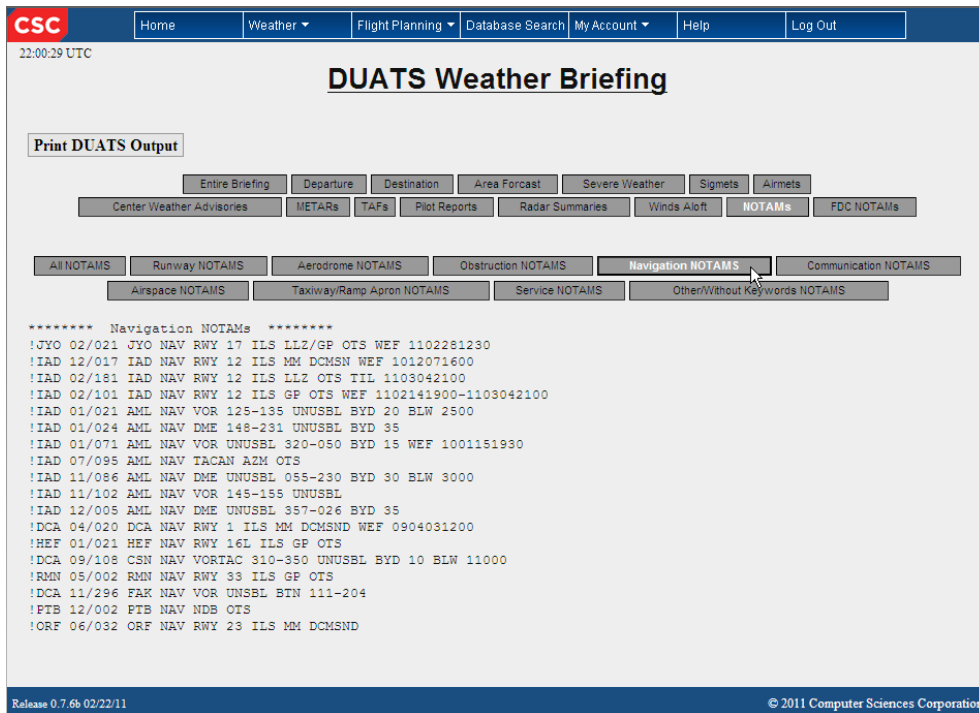 CSC Home Weather Flight Planning Database Search My Account Help Log Out
22:00:29 UTC
DUATS Weather Briefing
Print DUATS Output
Entire Briefing Departure Destination Area Forcast Severe Weather Sigmets Airmets
Center Weather Advisories METARs TAFs Pilot Reports Radar Summaries Winds Aloft NOTAMs FDC NOTAMs
All NOTAMS Runway NOTAMS Aerodrome NOTAMS Obstruction NOTAMS Navigation NOTAMS Communication NOTAMS
Airspace NOTAMS Taxiway/Ramp Apron NOTAMS Service NOTAMS Other/Without Keywords NOTAMS
******** Navigation NOTAMs ********
!JYO 02/021 JYO NAV RWY 17 ILS LLZ/GP OTS WEF 1102281230
!IAD 12/017 IAD NAV RWY 12 ILS MM DCMSN WEF 1012071600
!IAD 02/181 IAD NAV RWY 12 ILS LLZ OTS TIL 1103042100
!IAD 02/101 IAD NAV RWY 12 ILS GP OTS WEF 1102141900-1103042100
!IAD 01/021 AML NAV VOR 125-135 UNUSBL BYD 20 BLW 2500
!IAD 01/024 AML NAV DME 148-231 UNUSBL BYD 35
!IAD 01/071 AML NAV VOR UNUSBL 320-050 BYD 15 WEF 1001151930
!IAD 07/095 AML NAV TACAN AZM OTS
!IAD 11/086 AML NAV DME UNUSBL 055-230 BYD 30 BLW 3000
!IAD 11/102 AML NAV VOR 145-155 UNUSBL
!IAD 12/005 AML NAV DME UNUSBL 357-026 BYD 35
!DCA 04/020 DCA NAV RWY 1 ILS MM DCMSND WEF 0904031200
!HEF 01/021 HEF NAV RWY 16L ILS GP OTS
!DCA 09/108 CSN NAV VORTAC 310-350 UNUSBL BYD 10 BLW 11000
!RMN 05/002 RMN NAV RWY 33 ILS GP OTS
!DCA 11/296 FAK NAV VOR UNSBL BTN 111-204
!PTB 12/002 PTB NAV NDB OTS
!ORF 06/032 ORF NAV RWY 23 ILS MM DCMSND
Release 0.7.6b 02/22/11 © 2011 Computer Sciences Corporation